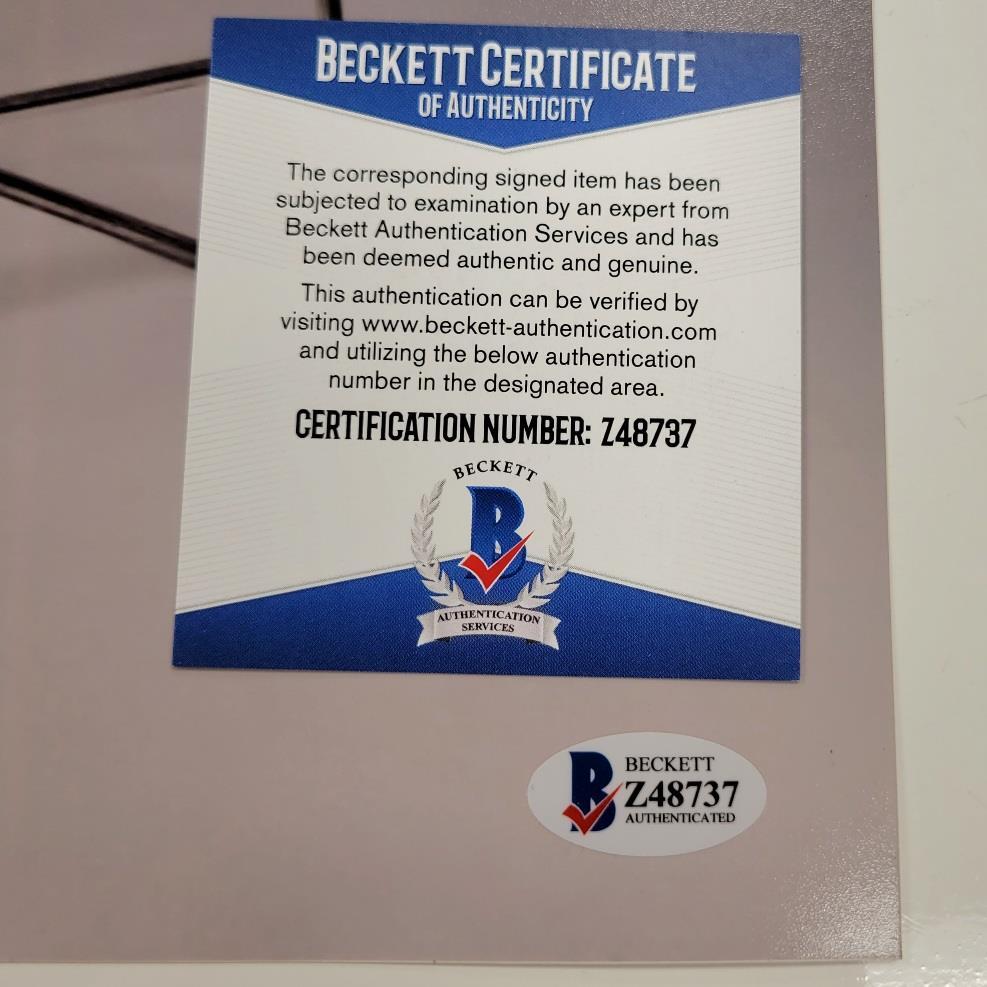 BECKETT CERTIFICATE
OF AUTHENTICITY
The corresponding signed item has been
subjected to examination by an expert from
Beckett Authentication Services and has
been deemed authentic and genuine.
This authentication can be verified by
visiting www.beckett-authentication.com
and utilizing the below authentication
number in the designated area.
CERTIFICATION NUMBER: Z48737
BECKETT
B
AUTHENTICATION
SERVICES
B
BECKETT
Z48737
AUTHENTICATED